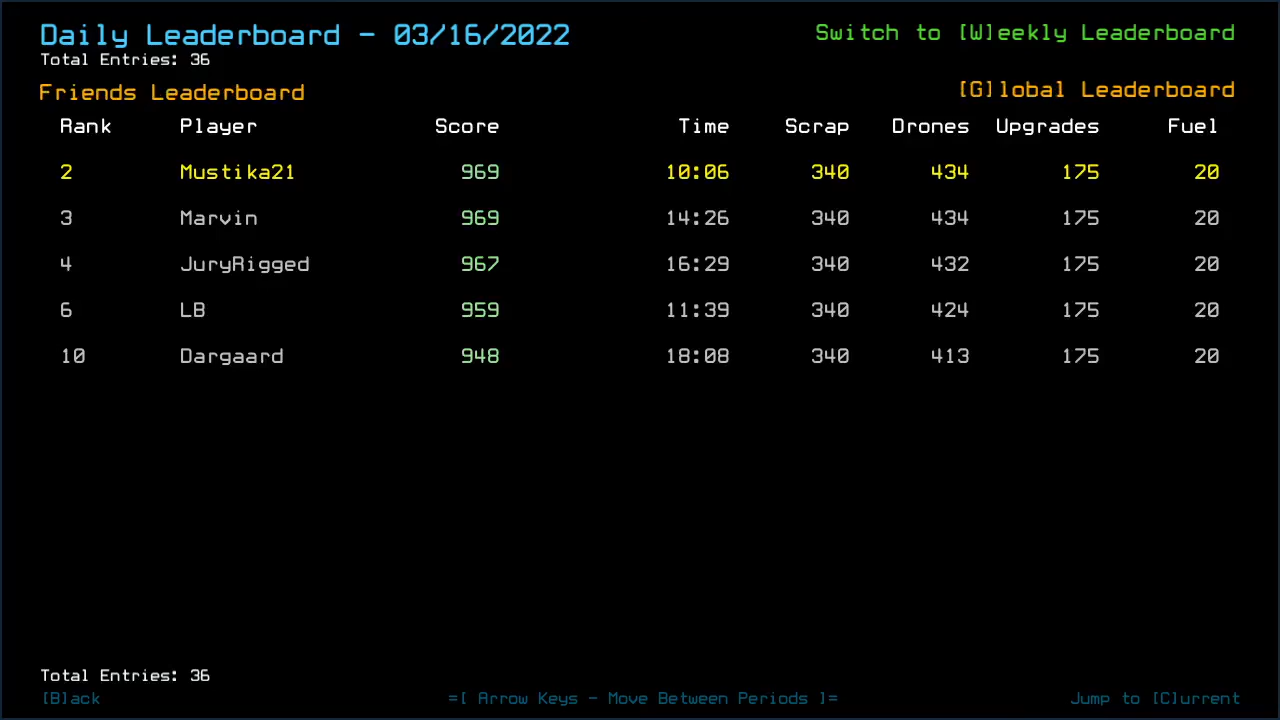 Daily Leaderboard - 03/16/2022 Switch to [W]eekly Leaderboard
Total Entries: 36
Friends Leaderboard [G]lobal Leaderboard
Rank Player Score Time Scrap Drones Upgrades Fuel
2 Mustika21 969 10:06 340 434 175 20
3 Marvin 969 14:26 340 434 175 20
4 JuryRigged 967 16:29 340 432 175 20
6 LB 959 11:39 340 424 175 20
10 Dargaard 948 18:08 340 413 175 20
Total Entries: 36
[B]ack =[ Arrow Keys - Move Between Periods ]= Jump to [C]urrent